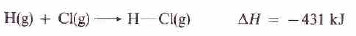 H(g) + Cl(g) ⟶ H—Cl(g) ΔH = −431 kJ